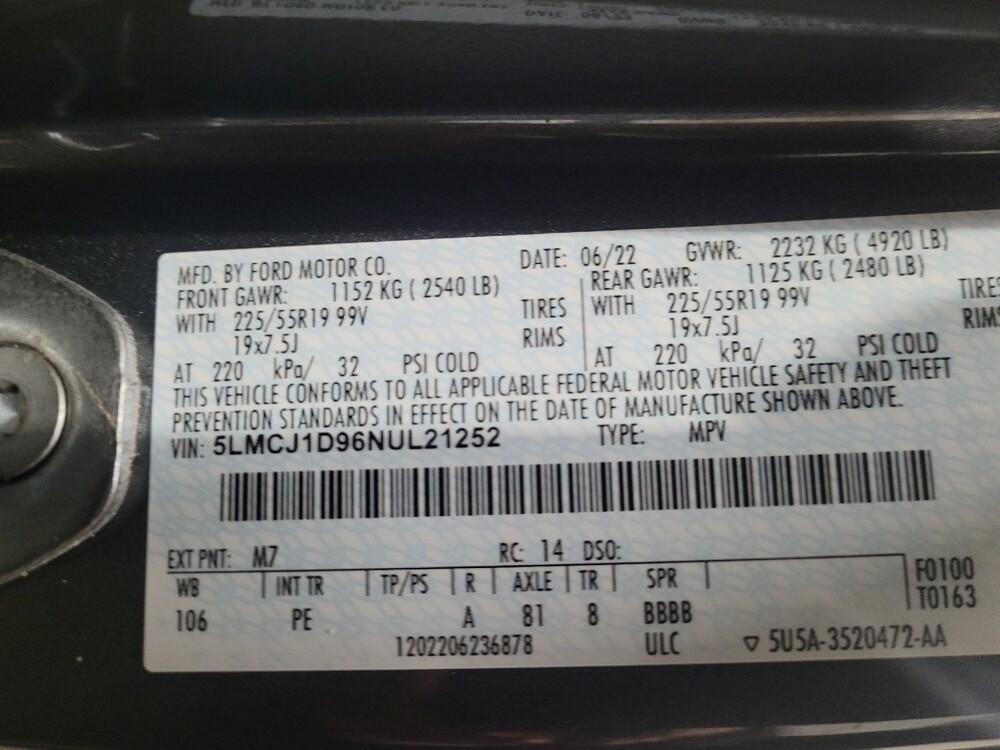 MFD. BY FORD MOTOR CO.
DATE: 06/22 GVWR: 2232 KG ( 4920 LB)
FRONT GAWR: 1152 KG ( 2540 LB) REAR GAWR: 1125 KG ( 2480 LB)
WITH 225/55R19 99V TIRES WITH 225/55R19 99V TIRES
19x7.5J RIMS 19x7.5J RIMS
AT 220 kPa/ 32 PSI COLD AT 220 kPa/ 32 PSI COLD
THIS VEHICLE CONFORMS TO ALL APPLICABLE FEDERAL MOTOR VEHICLE SAFETY AND THEFT
PREVENTION STANDARDS IN EFFECT ON THE DATE OF MANUFACTURE SHOWN ABOVE.
VIN: 5LMCJ1D96NUL21252 TYPE: MPV
EXT PNT: M7 RC: 14 DSO:
WB INT TR TP/PS R AXLE TR SPR F0100
106 PE A 81 8 BBBB T0163
1202206236878 ULC 5U5A-3520472-AA